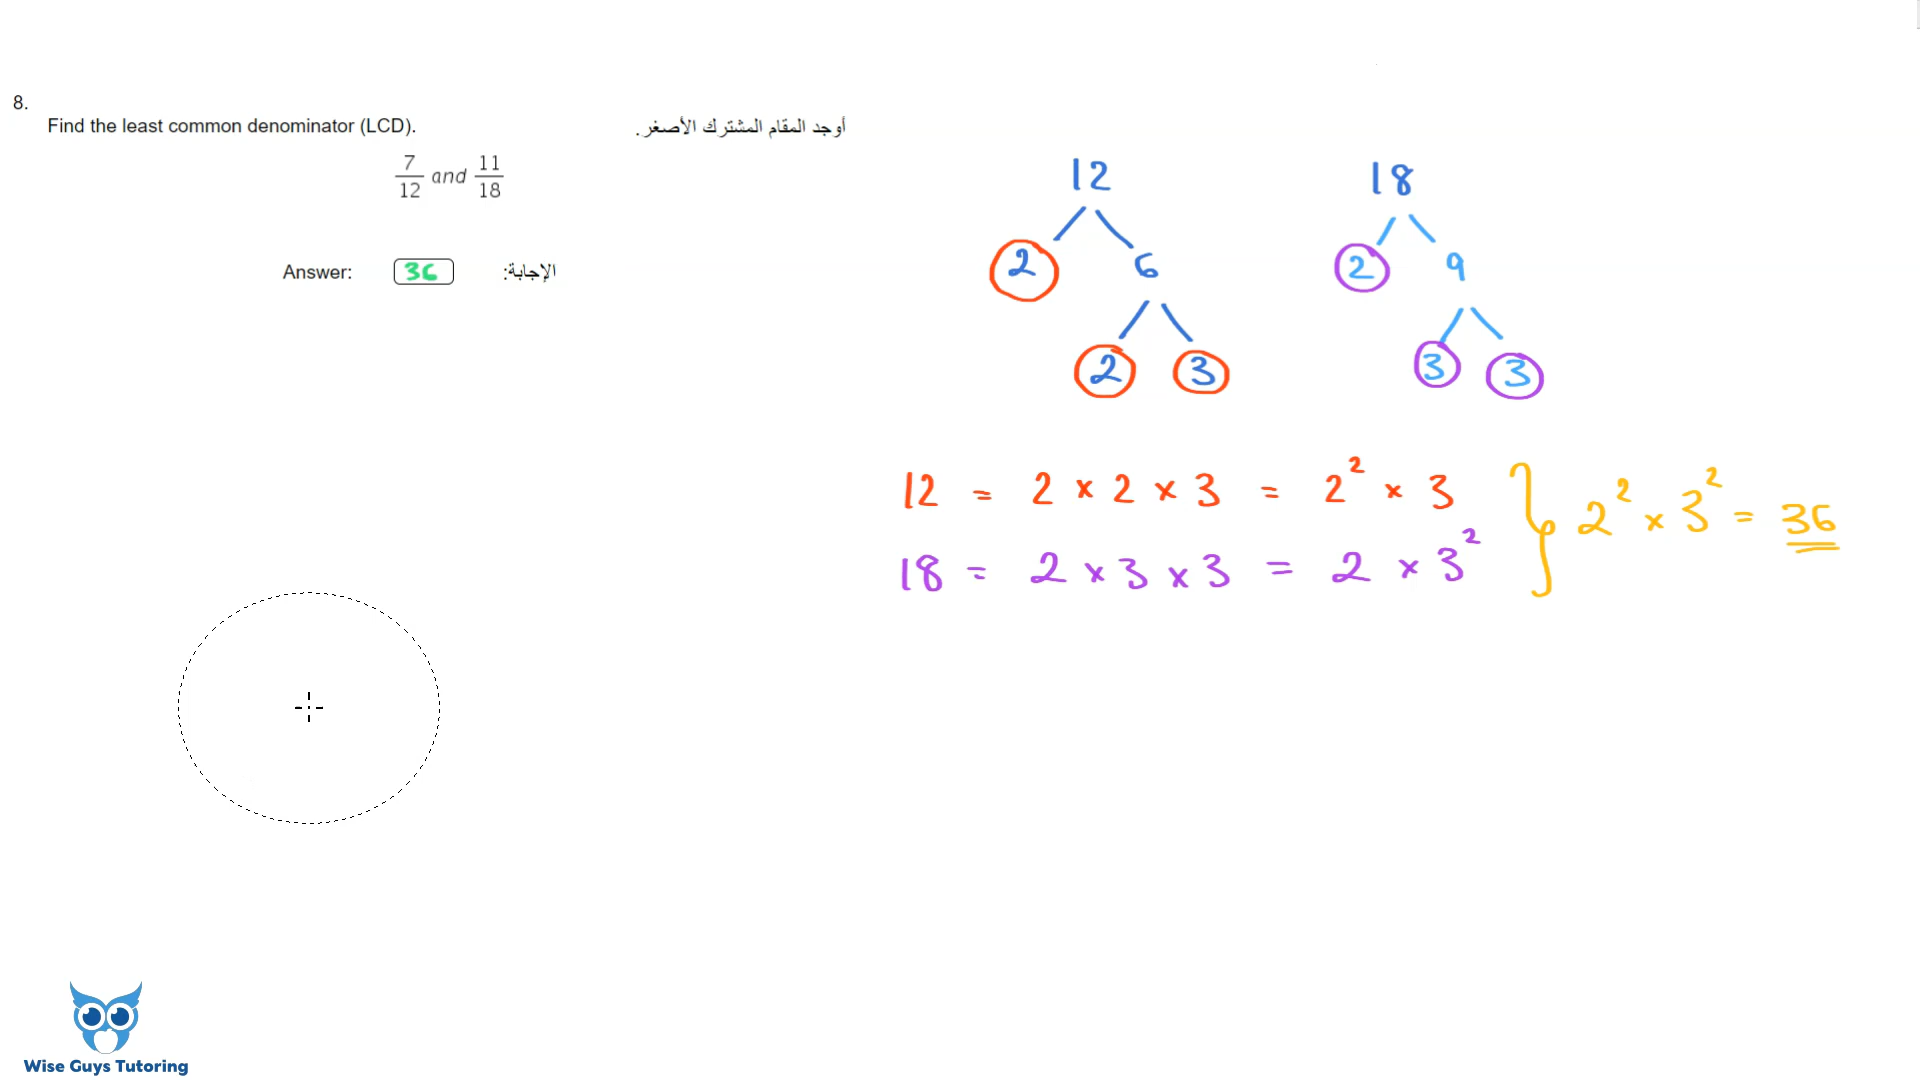 8.
Find the least common denominator (LCD).
أوجد المقام المشترك الأصغر.
7/12 and 11/18
Answer: 36 الإجابة:
12 18
2 6 2 9
2 3 3 3
12 = 2 × 2 × 3 = 2² × 3
18 = 2 × 3 × 3 = 2 × 3²
2² × 3² = 36
Wise Guys Tutoring